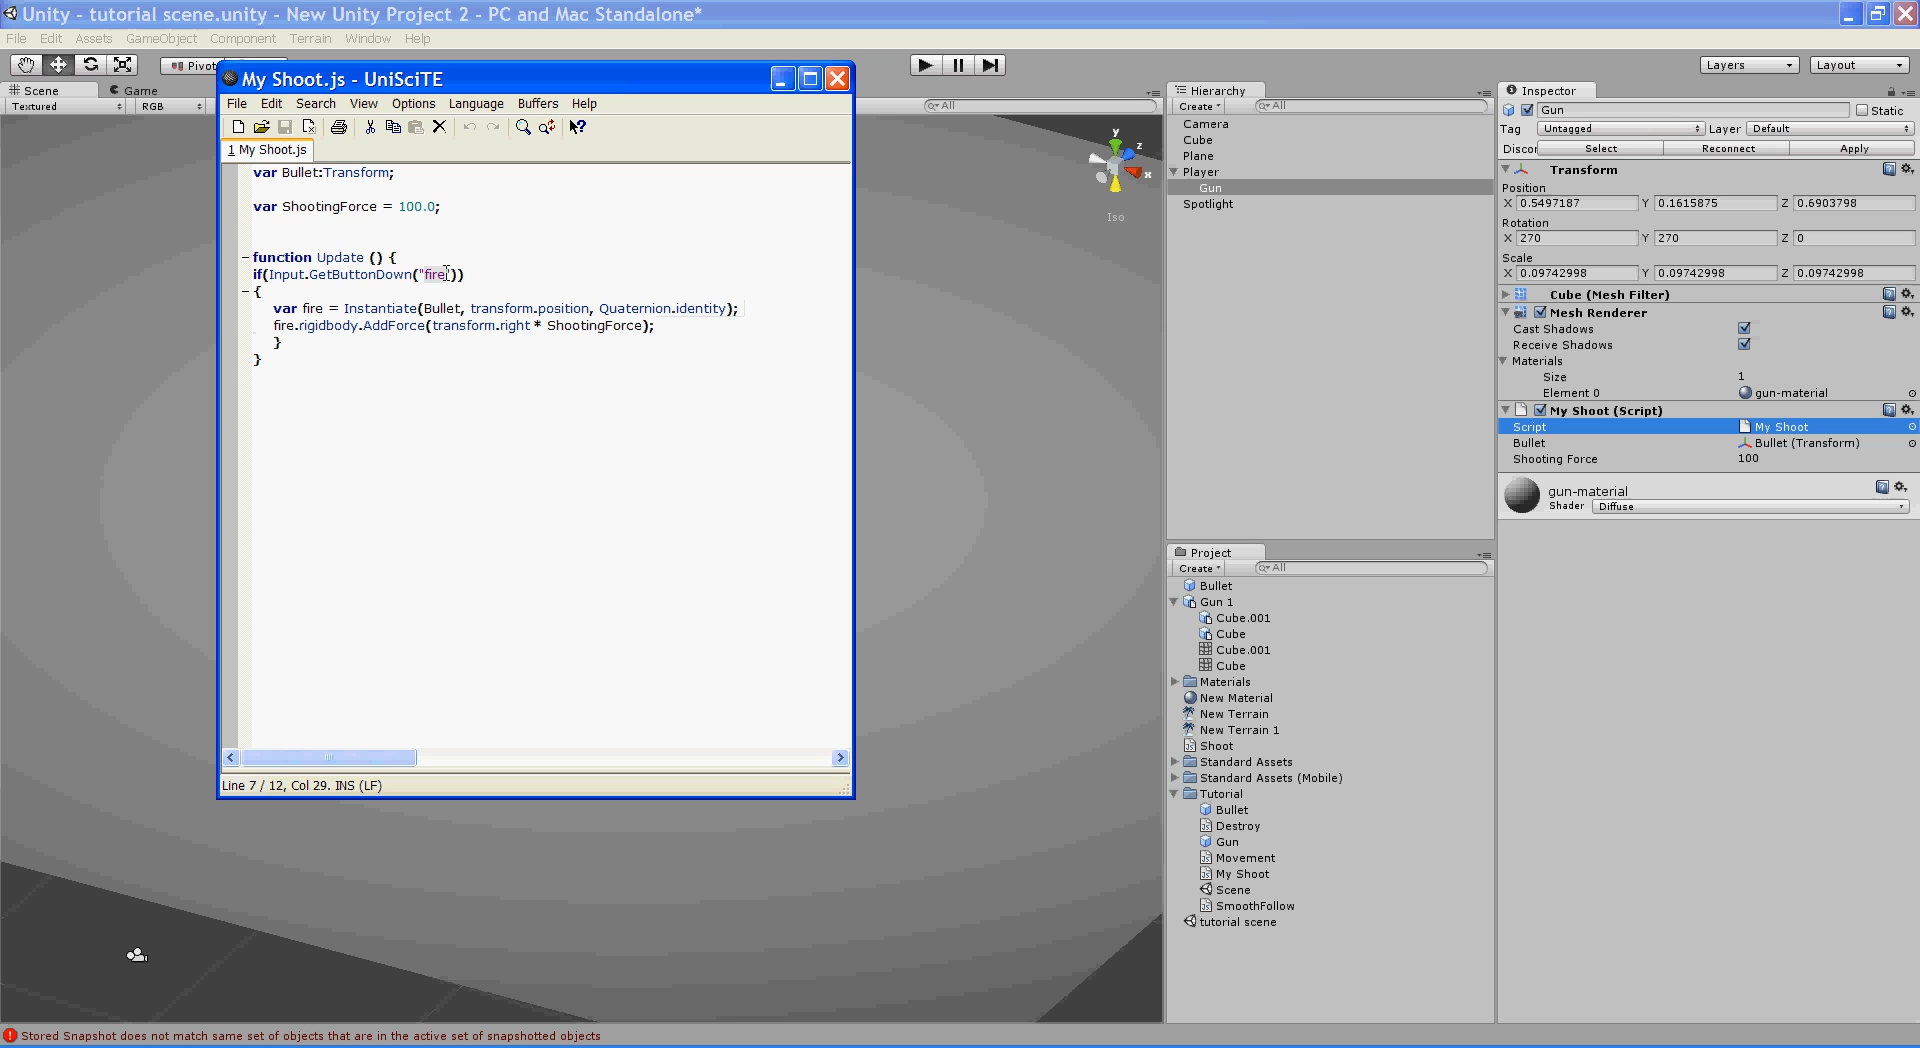 Unity - tutorial scene.unity - New Unity Project 2 - PC and Mac Standalone*
File Edit Assets GameObject Component Terrain Window Help
Pivot
Layers
Layout
Scene
Game
Textured
RGB
All
My Shoot.js - UniSciTE
File Edit Search View Options Language Buffers Help
1 My Shoot.js
var Bullet:Transform;
var ShootingForce = 100.0;
function Update () {
if(Input.GetButtonDown("fire"))
{
var fire = Instantiate(Bullet, transform.position, Quaternion.identity);
fire.rigidbody.AddForce(transform.right * ShootingForce);
}
}
Line 7 / 12, Col 29. INS (LF)
y
z
x
Iso
Hierarchy
Create
All
Camera
Cube
Plane
Player
Gun
Spotlight
Project
Create
All
Bullet
Gun 1
Cube.001
Cube
Cube.001
Cube
Materials
New Material
New Terrain
New Terrain 1
Shoot
Standard Assets
Standard Assets (Mobile)
Tutorial
Bullet
Destroy
Gun
Movement
My Shoot
Scene
SmoothFollow
tutorial scene
Inspector
Gun
Static
Tag Untagged Layer Default
Discor Select Reconnect Apply
Transform
Position
X 0.5497187 Y 0.1615875 Z 0.6903798
Rotation
X 270 Y 270 Z 0
Scale
X 0.09742998 Y 0.09742998 Z 0.09742998
Cube (Mesh Filter)
Mesh Renderer
Cast Shadows
Receive Shadows
Materials
Size 1
Element 0 gun-material
My Shoot (Script)
Script My Shoot
Bullet Bullet (Transform)
Shooting Force 100
gun-material
Shader Diffuse
Stored Snapshot does not match same set of objects that are in the active set of snapshotted objects